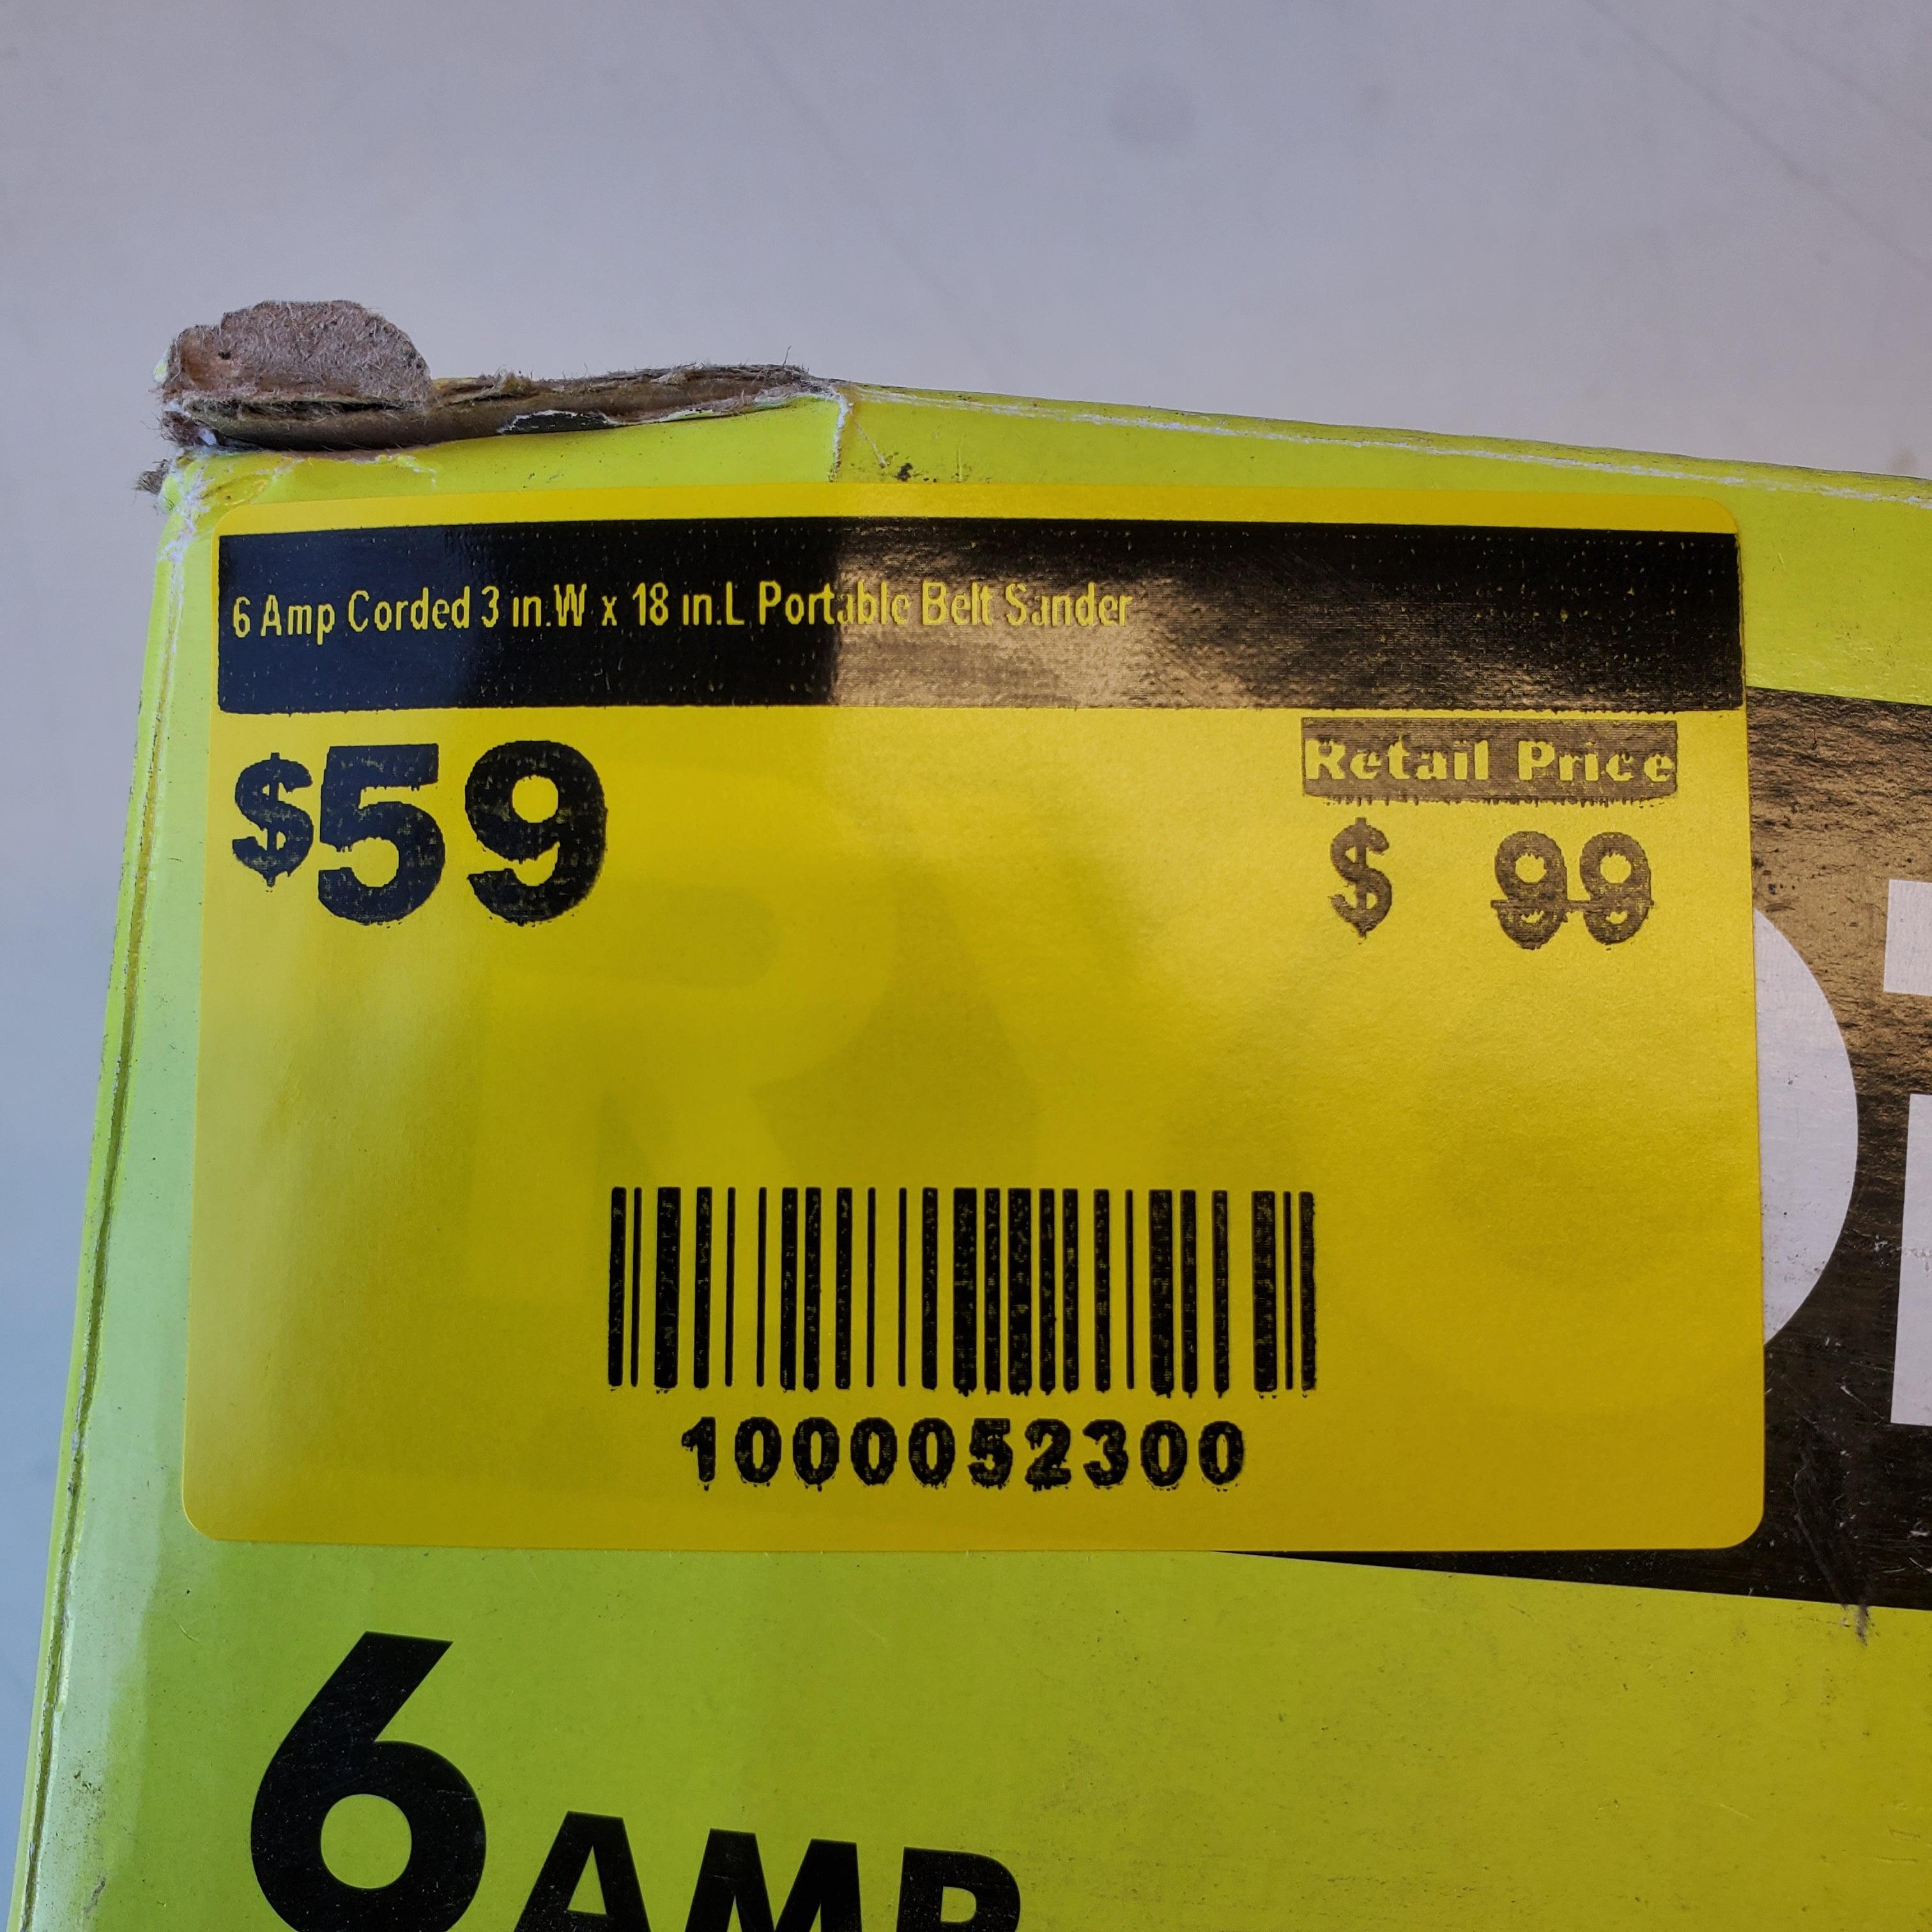 6 Amp Corded 3 in.W x 18 in.L Portable Belt Sander
$59
Retail Price
$ 99
1000052300
6 AMP